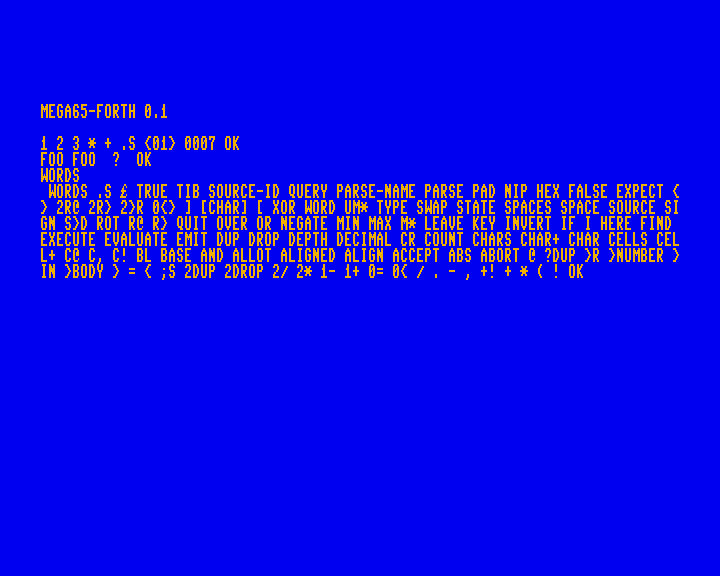 MEGA65-FORTH 0.1
1 2 3 * + .S <01> 0007 OK
FOO FOO  ?  OK
WORDS
 WORDS .S £ TRUE TIB SOURCE-ID QUERY PARSE-NAME PARSE PAD NIP HEX FALSE EXPECT <
> 2R@ 2R> 2>R 0<> ] [CHAR] [ XOR WORD UM* TYPE SWAP STATE SPACES SPACE SOURCE SI
GN S>D ROT R@ R> QUIT OVER OR NEGATE MIN MAX M* LEAVE KEY INVERT IF I HERE FIND
EXECUTE EVALUATE EMIT DUP DROP DEPTH DECIMAL CR COUNT CHARS CHAR+ CHAR CELLS CEL
L+ C@ C, C! BL BASE AND ALLOT ALIGNED ALIGN ACCEPT ABS ABORT @ ?DUP >R >NUMBER >
IN >BODY > = < ;S 2DUP 2DROP 2/ 2* 1- 1+ 0= 0< / . - , +! + * ( ! OK